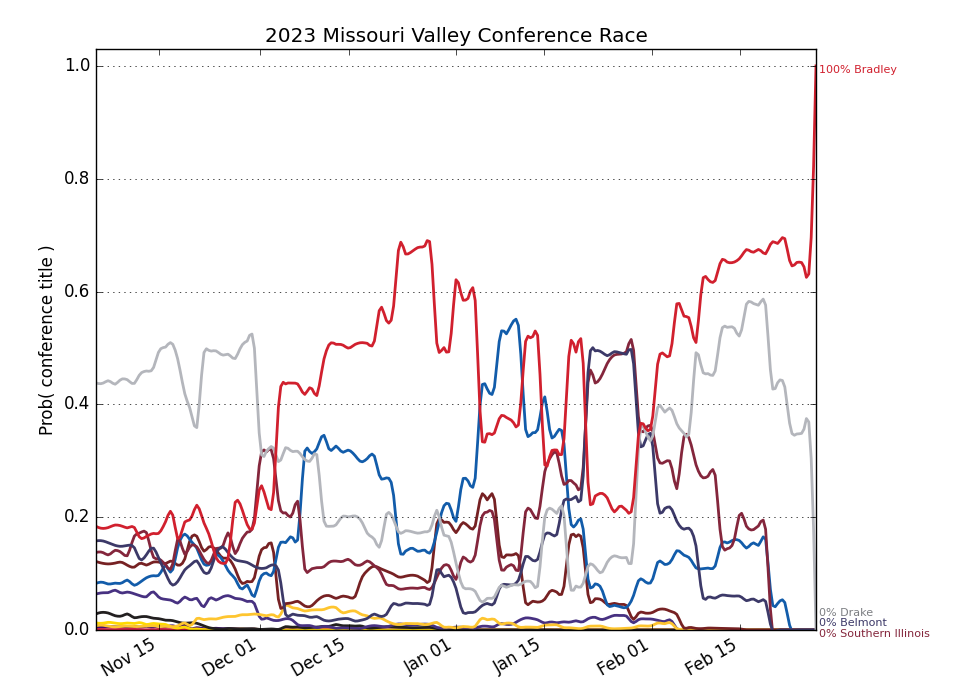 2023 Missouri Valley Conference Race
1.0
0.8
0.6
0.4
0.2
0.0
Prob( conference title )
Nov 15
Dec 01
Dec 15
Jan 01
Jan 15
Feb 01
Feb 15
100% Bradley
0% Drake
0% Belmont
0% Southern Illinois